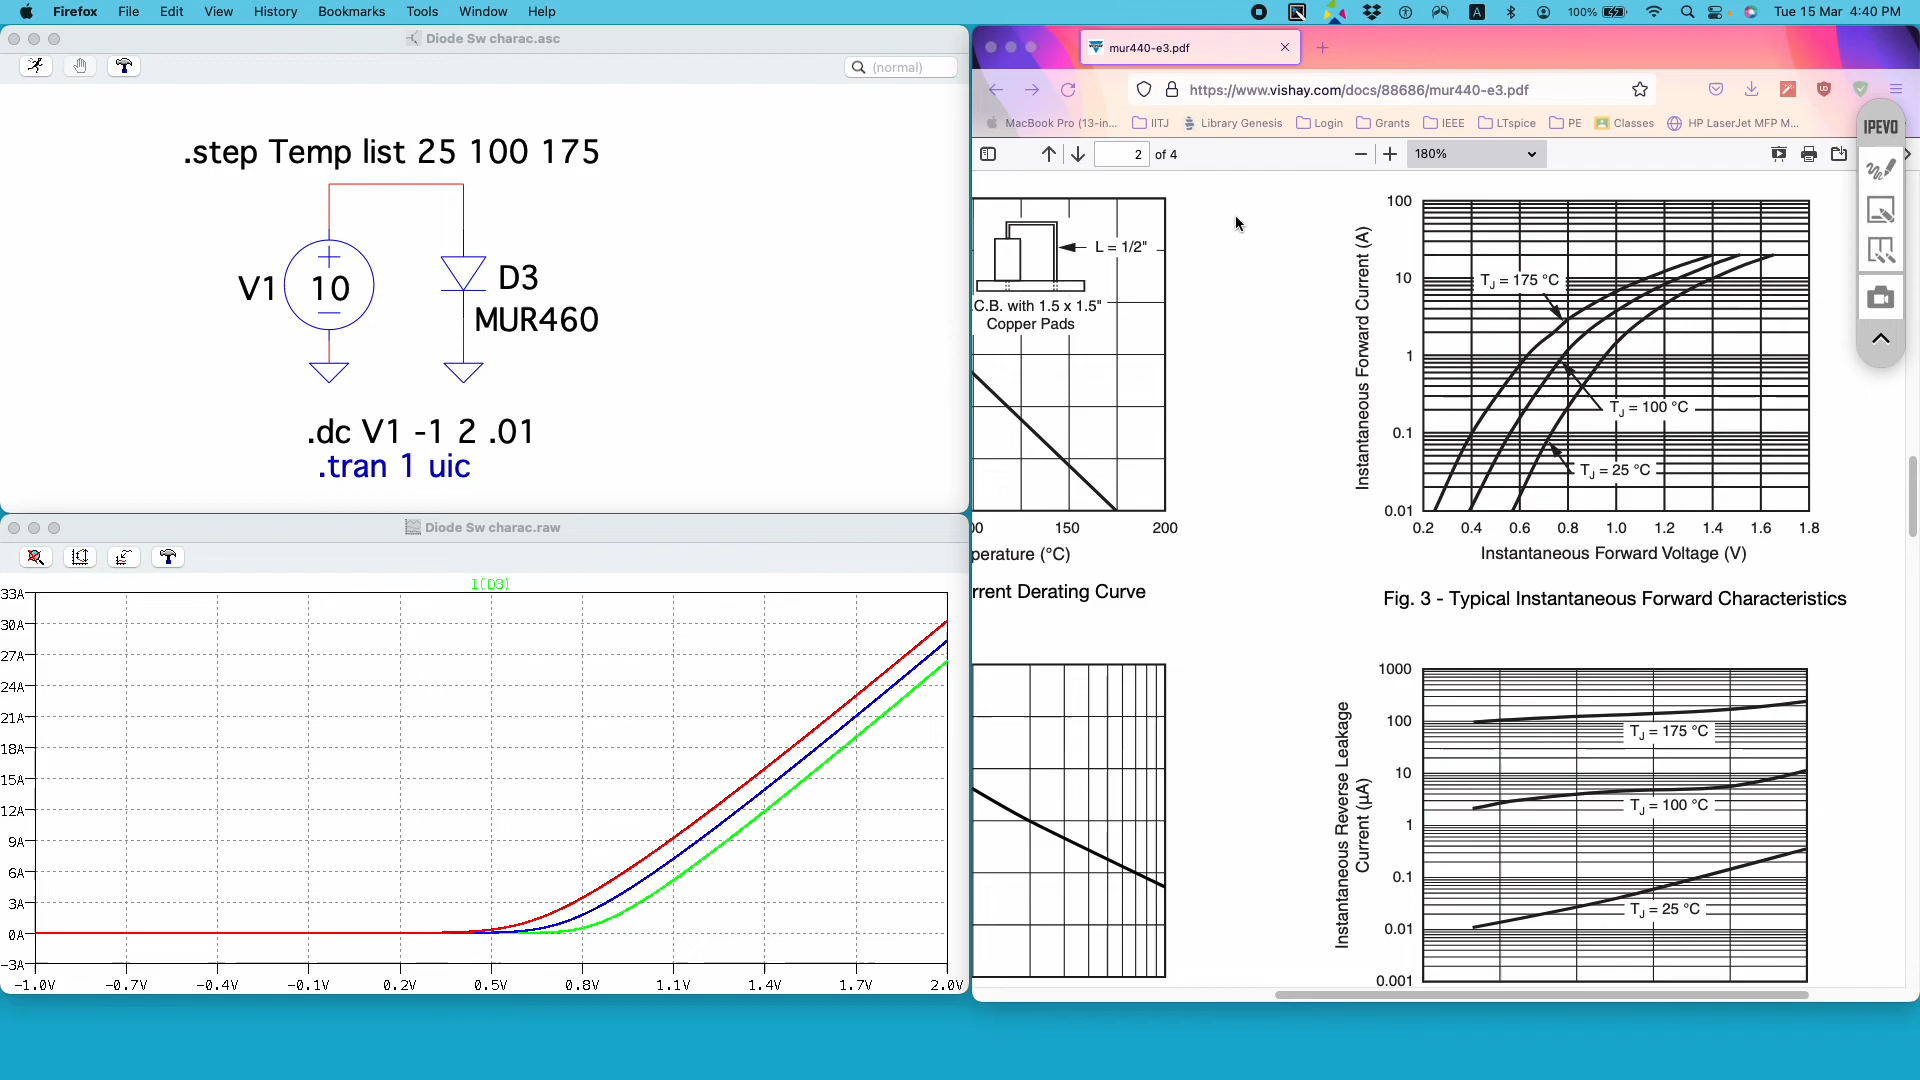 Firefox File Edit View History Bookmarks Tools Window Help
100% Tue 15 Mar 4:40 PM
Diode Sw charac.asc
(normal)
.step Temp list 25 100 175
V1
10
D3
MUR460
.dc V1 -1 2 .01
.tran 1 uic
Diode Sw charac.raw
I(D3)
33A
30A
27A
24A
21A
18A
15A
12A
9A
6A
3A
0A
-3A
-1.0V -0.7V -0.4V -0.1V 0.2V 0.5V 0.8V 1.1V 1.4V 1.7V 2.0V
mur440-e3.pdf
https://www.vishay.com/docs/88686/mur440-e3.pdf
MacBook Pro (13-in... IITJ Library Genesis Login Grants IEEE LTspice PE Classes HP LaserJet MFP M...
2 of 4
180%
IPEVO
L = 1/2"
.C.B. with 1.5 x 1.5"
Copper Pads
00 150 200
perature (°C)
rrent Derating Curve
100
10
1
0.1
0.01
Instantaneous Forward Current (A)
TJ = 175 °C
TJ = 100 °C
TJ = 25 °C
0.2 0.4 0.6 0.8 1.0 1.2 1.4 1.6 1.8
Instantaneous Forward Voltage (V)
Fig. 3 - Typical Instantaneous Forward Characteristics
1000
100
10
1
0.1
0.01
0.001
Instantaneous Reverse Leakage
Current (µA)
TJ = 175 °C
TJ = 100 °C
TJ = 25 °C